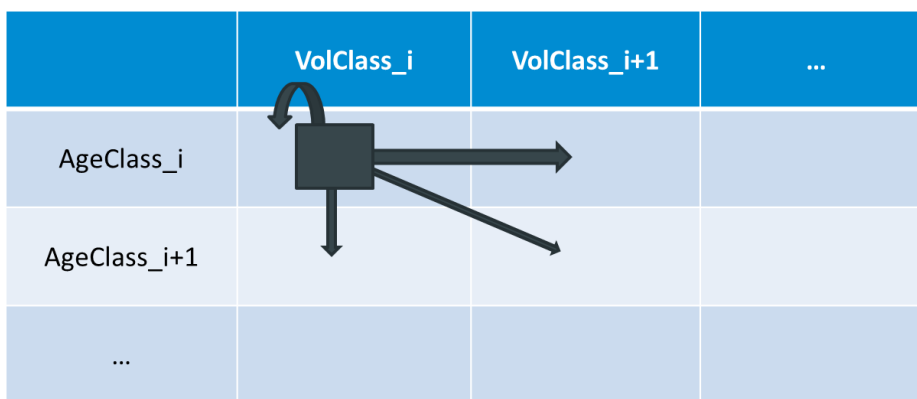 VolClass_i
VolClass_i+1
...
AgeClass_i
AgeClass_i+1
...